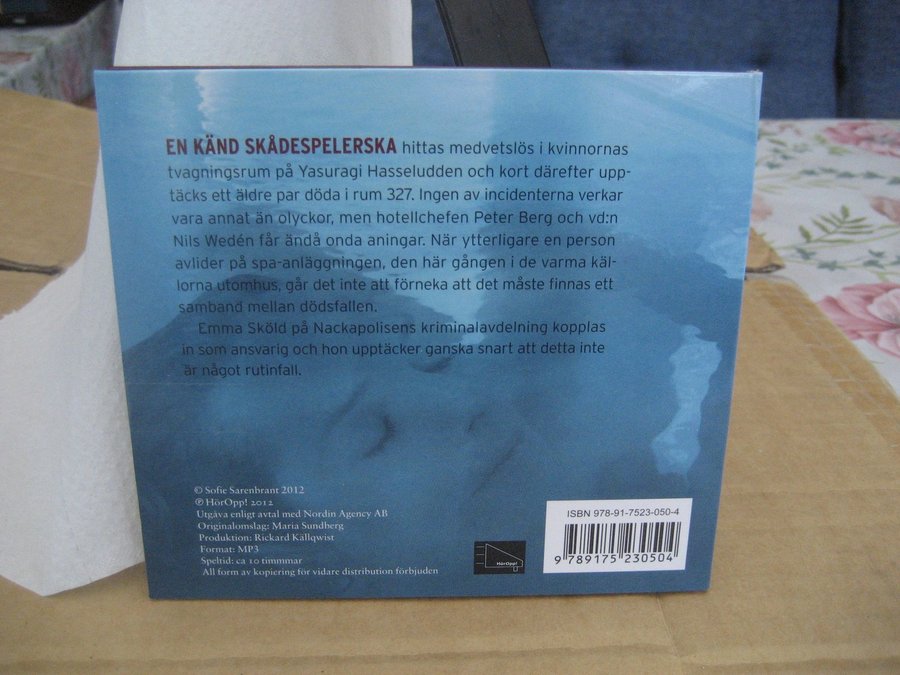 EN KÄND SKÅDESPELERSKA hittas medvetslös i kvinnornas
tvagningsrum på Yasuragi Hasseludden och kort därefter upp-
täcks ett äldre par döda i rum 327. Ingen av incidenterna verkar
vara annat än olyckor, men hotellchefen Peter Berg och vd:n
Nils Wedén får ändå onda aningar. När ytterligare en person
avlider på spa-anläggningen, den här gången i de varma käl-
lorna utomhus, går det inte att förneka att det måste finnas ett
samband mellan dödsfallen.
Emma Sköld på Nackapolisens kriminalavdelning kopplas
in som ansvarig och hon upptäcker ganska snart att detta inte
är något rutinfall.
© Sofie Sarenbrant 2012
℗ HörOpp! 2012
Utgåva enligt avtal med Nordin Agency AB
Originalomslag: Maria Sundberg
Produktion: Rickard Källqwist
Format: MP3
Speltid: ca 10 timmmar
All form av kopiering för vidare distribution förbjuden
HörOpp!
ISBN 978-91-7523-050-4
9 789175 230504